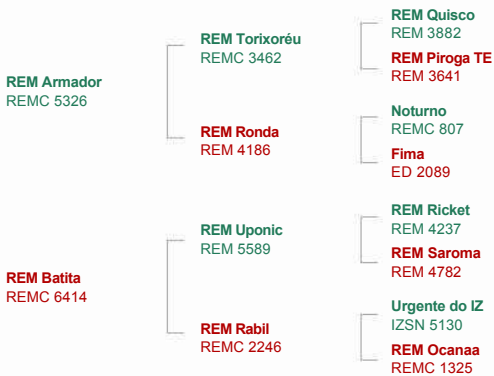 REM Quisco
REM 3882
REM Torixoréu
REMC 3462
REM Piroga TE
REM 3641
REM Armador
REMC 5326
Noturno
REMC 807
REM Ronda
REM 4186
Fima
ED 2089
REM Ricket
REM 4237
REM Uponic
REM 5589
REM Saroma
REM 4782
REM Batita
REMC 6414
Urgente do IZ
IZSN 5130
REM Rabil
REMC 2246
REM Ocanaa
REMC 1325